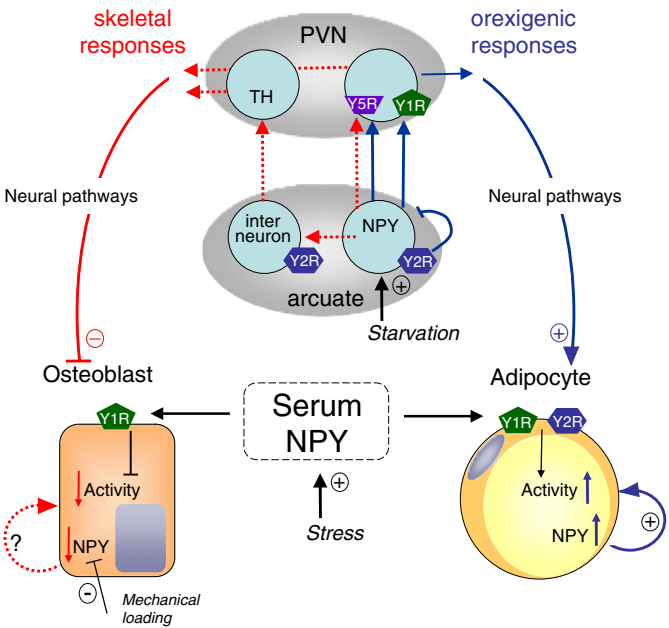 skeletal
responses
PVN
orexigenic
responses
TH
Y5R
Y1R
Neural pathways
Neural pathways
inter
neuron
NPY
Y2R
Y2R
arcuate
+
Starvation
−
+
Osteoblast
Adipocyte
Y1R
Serum
NPY
Y1R
Y2R
Activity
Activity
+
?
NPY
NPY
+
Stress
-
Mechanical
loading